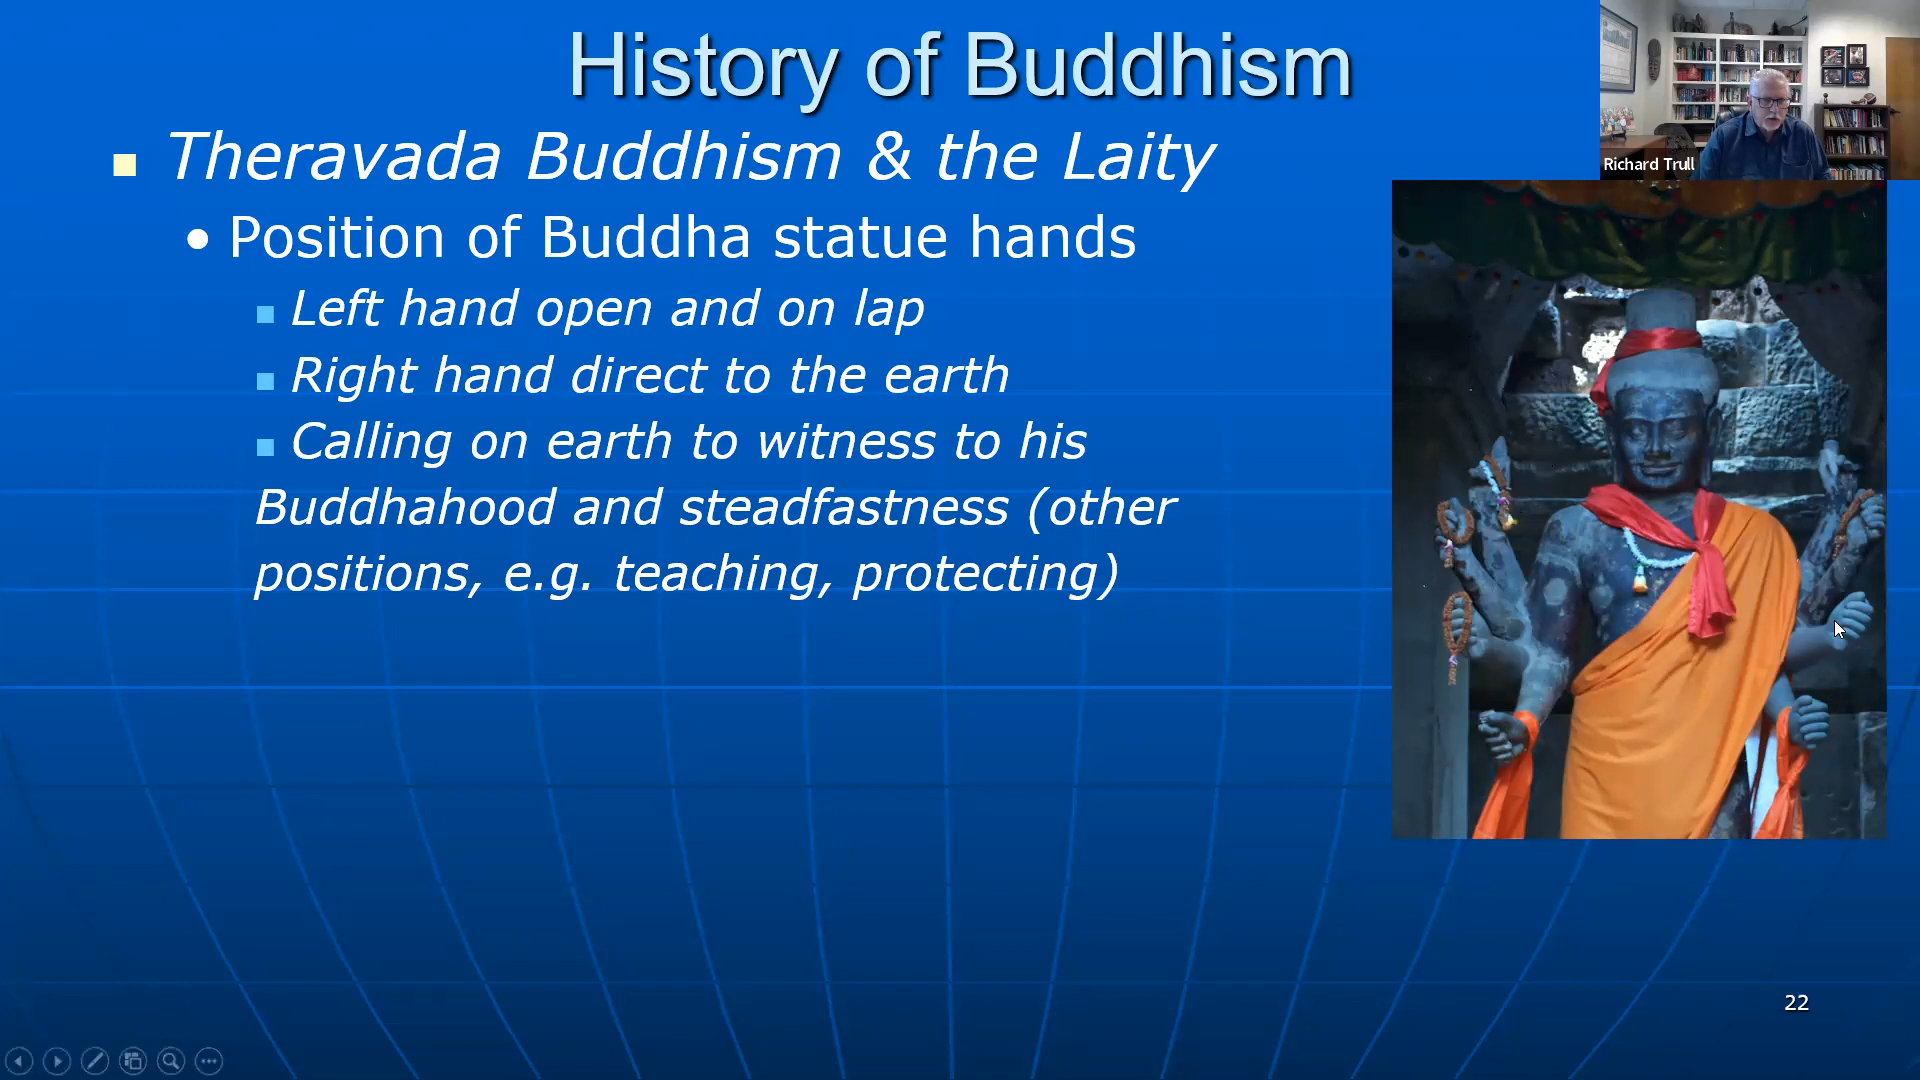 History of Buddhism
Theravada Buddhism & the Laity
Position of Buddha statue hands
Left hand open and on lap
Right hand direct to the earth
Calling on earth to witness to his
Buddhahood and steadfastness (other
positions, e.g. teaching, protecting)
Richard Trull
22